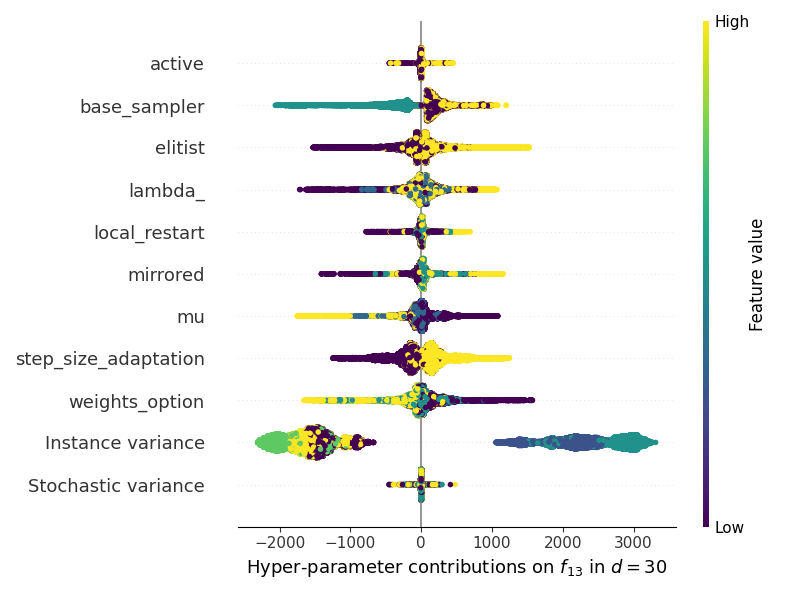 High
active
base_sampler
elitist
lambda_
local_restart
mirrored
mu
step_size_adaptation
weights_option
Instance variance
Stochastic variance
Feature value
Low
−2000 −1000 0 1000 2000 3000
Hyper-parameter contributions on f13 in d = 30